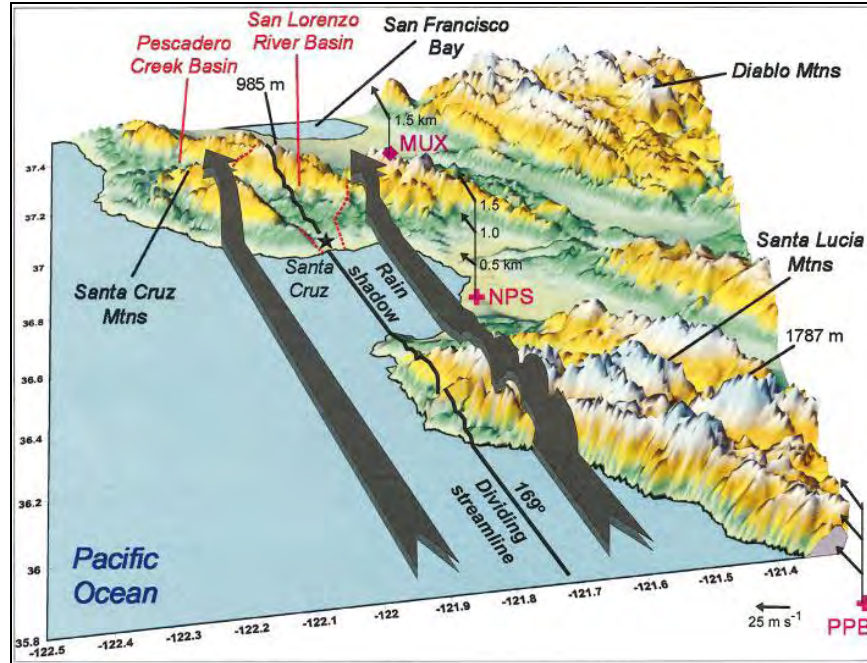 San Lorenzo
River Basin
San Francisco
Bay
Pescadero
Creek Basin
Diablo Mtns
985 m
1.5 km
MUX
37.4
37.2
37
36.8
36.6
36.4
36.2
36
35.8
1.5
1.0
0.5 km
NPS
Santa Lucia
Mtns
1787 m
Santa Cruz
Mtns
Santa
Cruz
Rain
shadow
169º
Dividing
streamline
Pacific
Ocean
-122.5
-122.4
-122.3
-122.2
-122.1
-122
-121.9
-121.8
-121.7
-121.6
-121.5
-121.4
25 m s-1
PPB